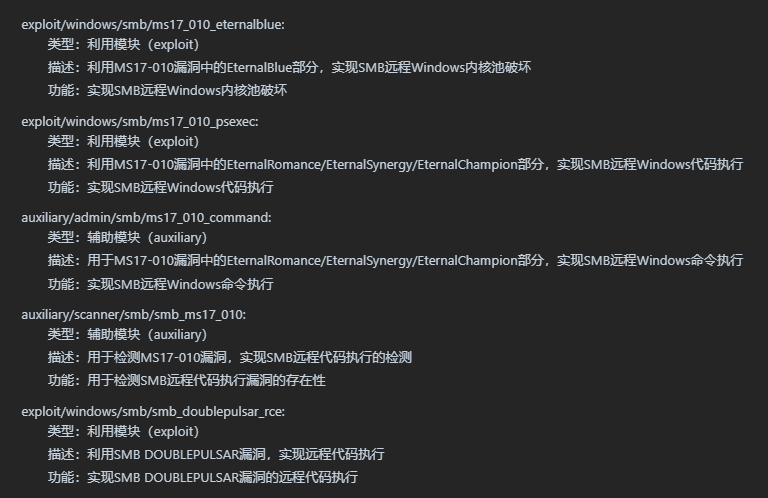 exploit/windows/smb/ms17_010_eternalblue:
类型：利用模块（exploit）
描述：利用MS17-010漏洞中的EternalBlue部分，实现SMB远程Windows内核池破坏
功能：实现SMB远程Windows内核池破坏
exploit/windows/smb/ms17_010_psexec:
类型：利用模块（exploit）
描述：利用MS17-010漏洞中的EternalRomance/EternalSynergy/EternalChampion部分，实现SMB远程Windows代码执行
功能：实现SMB远程Windows代码执行
auxiliary/admin/smb/ms17_010_command:
类型：辅助模块（auxiliary）
描述：用于MS17-010漏洞中的EternalRomance/EternalSynergy/EternalChampion部分，实现SMB远程Windows命令执行
功能：实现SMB远程Windows命令执行
auxiliary/scanner/smb/smb_ms17_010:
类型：辅助模块（auxiliary）
描述：用于检测MS17-010漏洞，实现SMB远程代码执行的检测
功能：用于检测SMB远程代码执行漏洞的存在性
exploit/windows/smb/smb_doublepulsar_rce:
类型：利用模块（exploit）
描述：利用SMB DOUBLEPULSAR漏洞，实现远程代码执行
功能：实现SMB DOUBLEPULSAR漏洞的远程代码执行